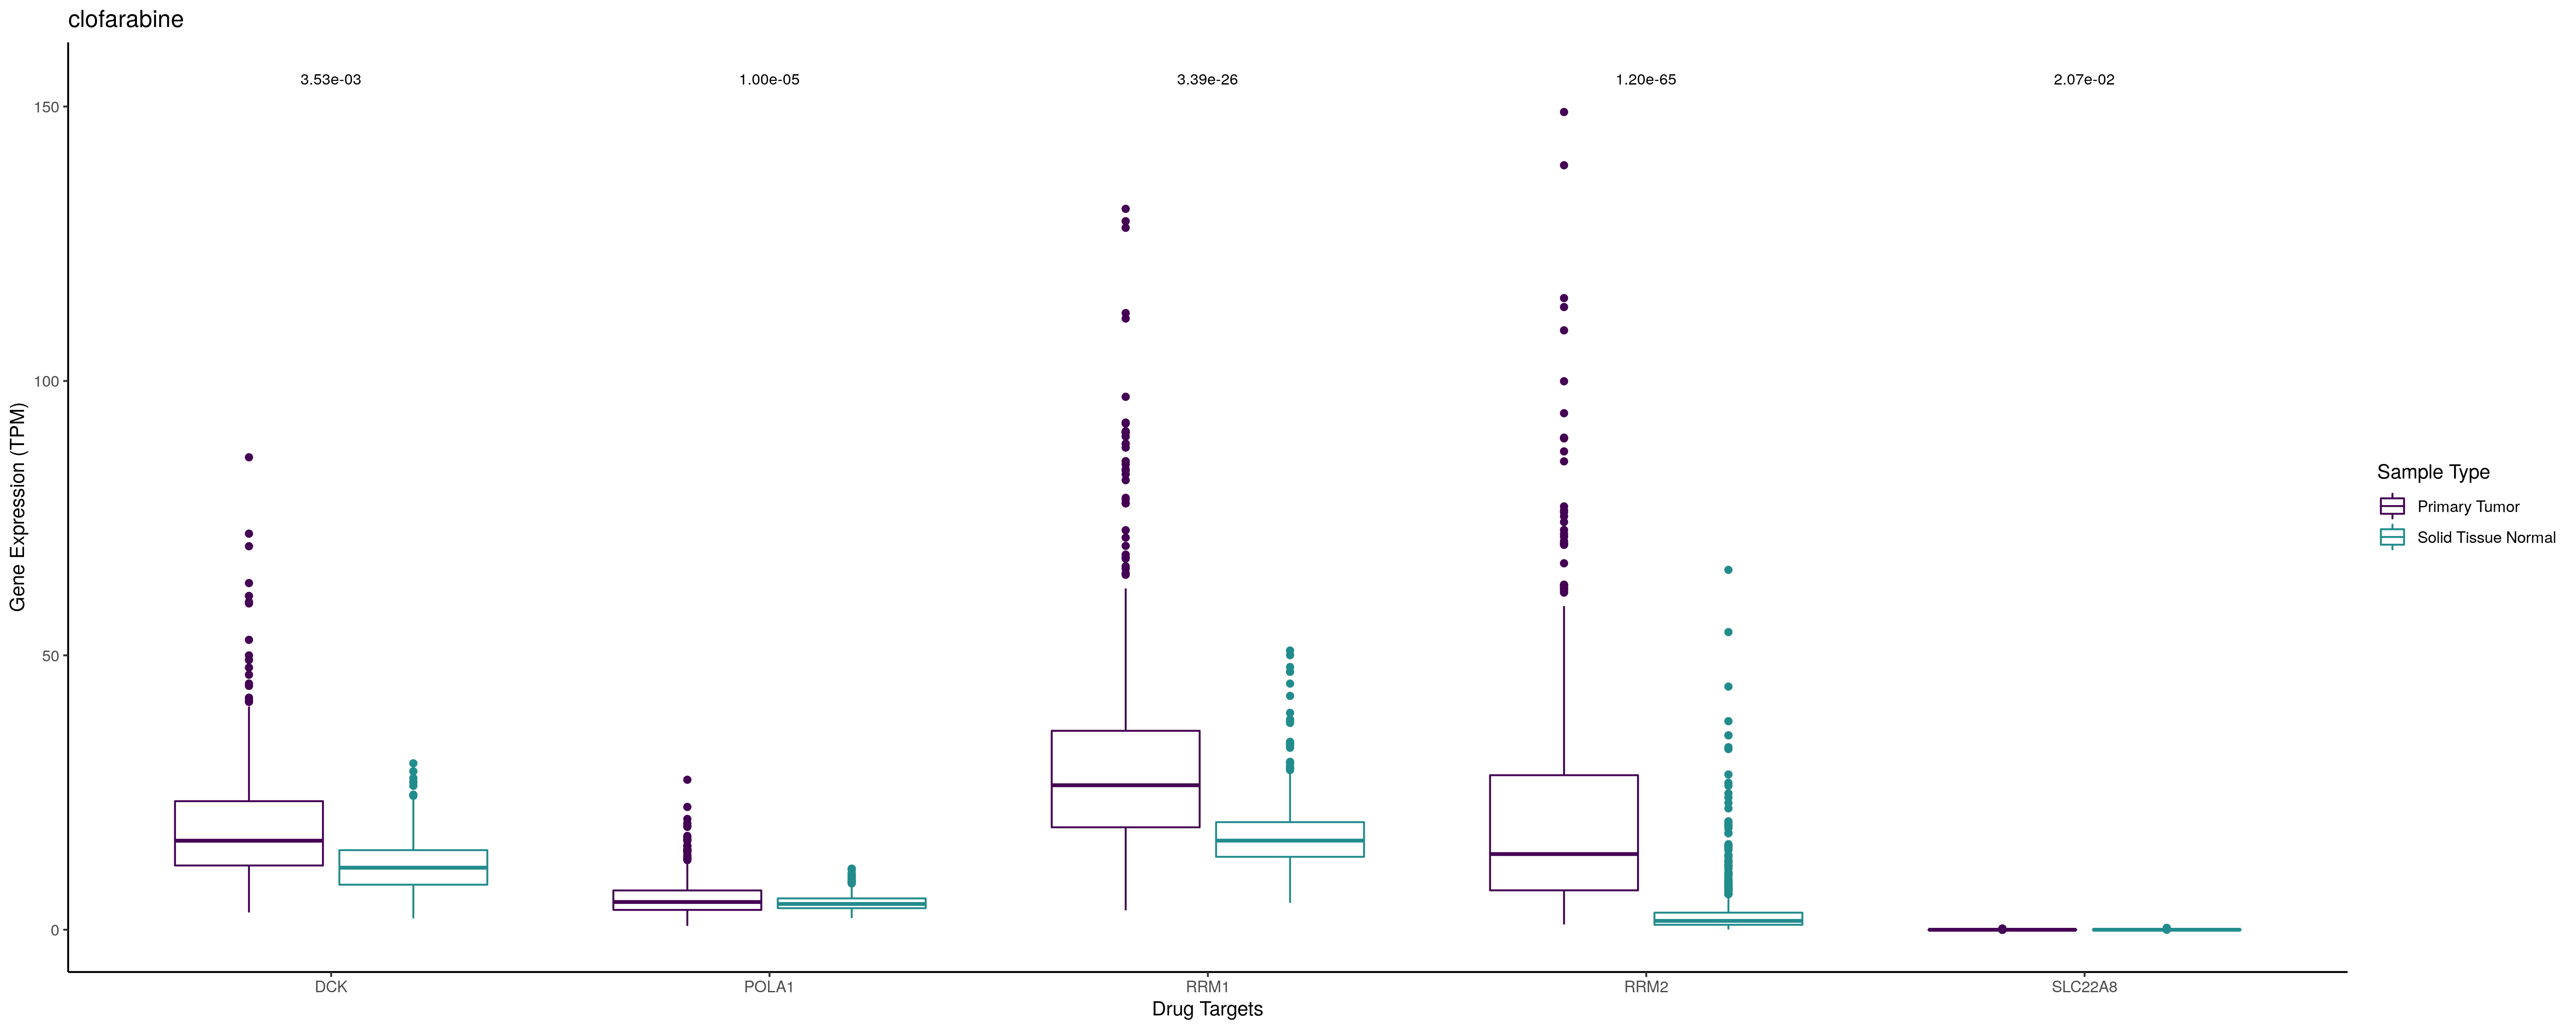 clofarabine
3.53e-03 1.00e-05 3.39e-26 1.20e-65 2.07e-02
150
100
50
0
Gene Expression (TPM)
DCK POLA1 RRM1 RRM2 SLC22A8
Drug Targets
Sample Type
Primary Tumor
Solid Tissue Normal